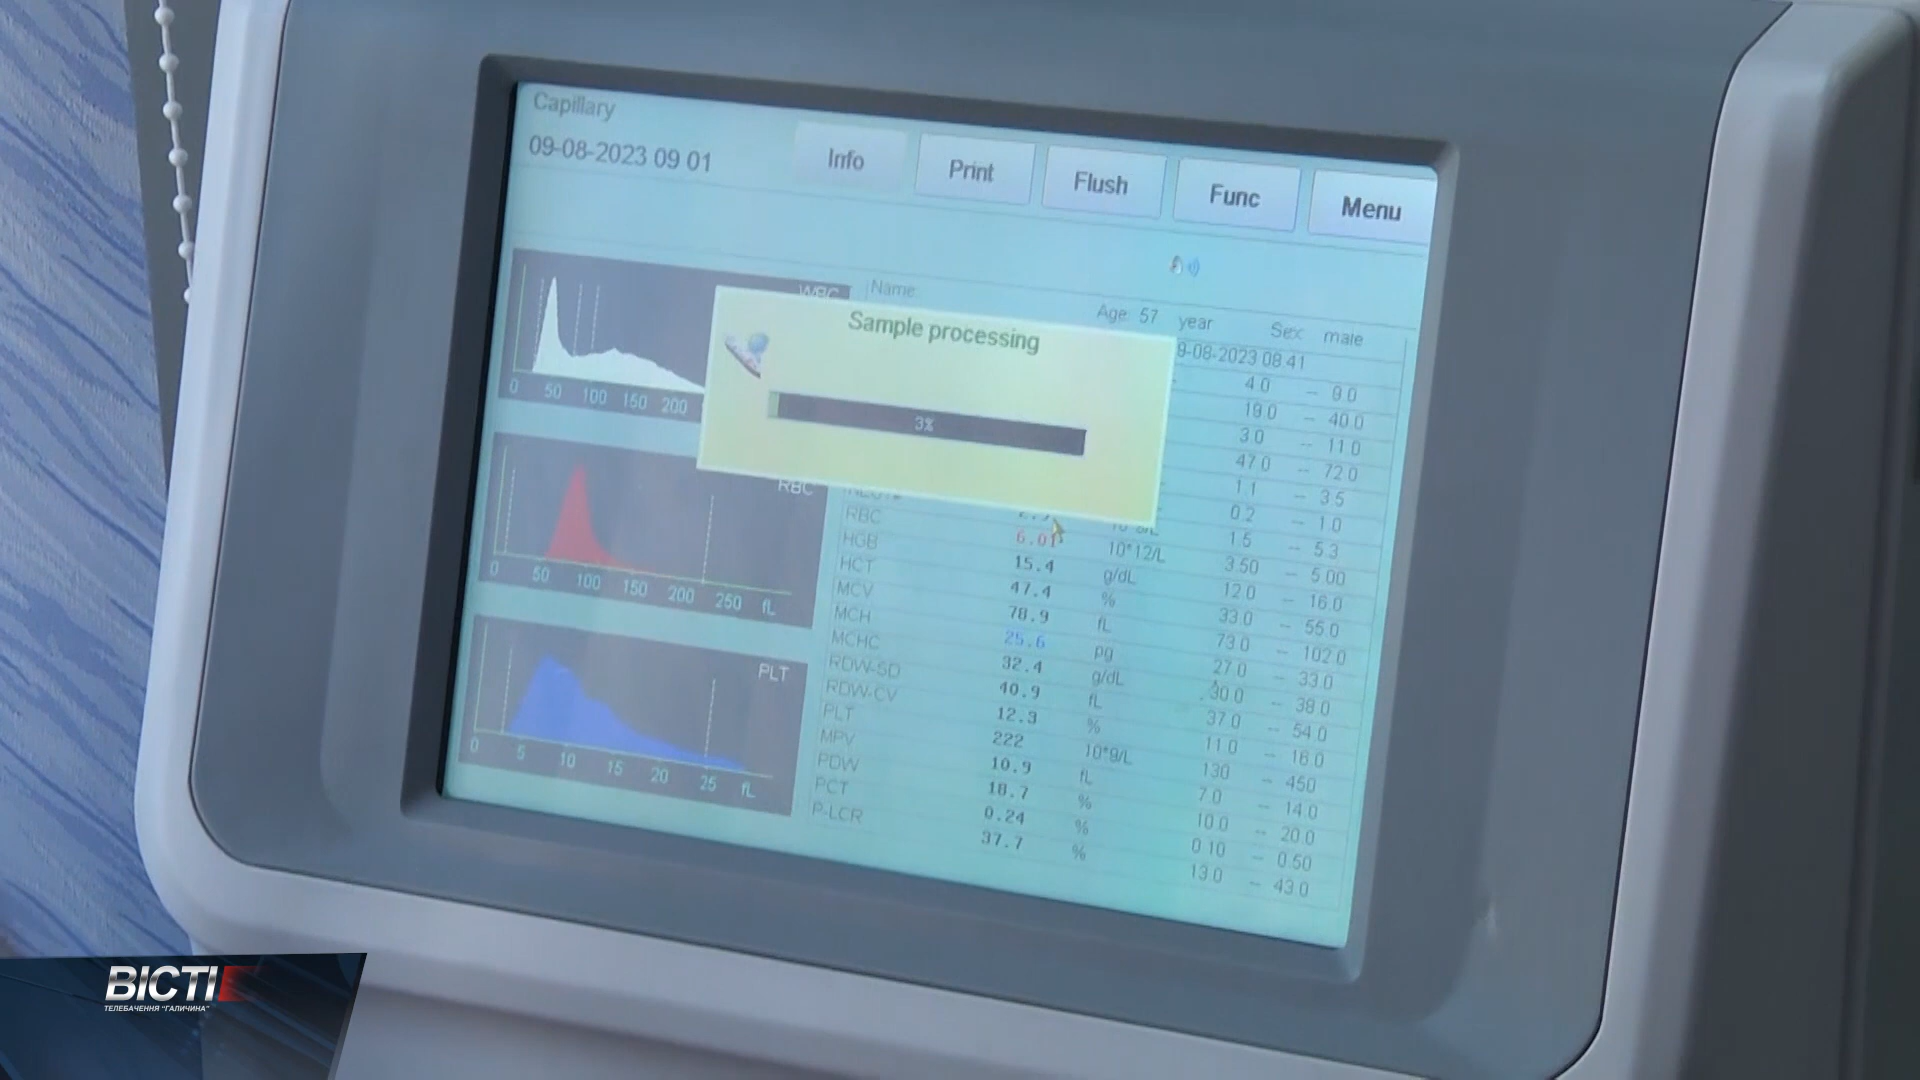 Capillary
09-08-2023 09 01
Info
Print
Flush
Func
Menu
WBC
0 50 100 150 200
RBC
0 50 100 150 200 250 fL
PLT
0 5 10 15 20 25 fL
Name
Age 57 year Sex male
9-08-2023 08 41
Sample processing
3%
4.0 - 9.0
19.0 - 40.0
3.0 - 11.0
47.0 - 72.0
1.1 - 3.5
0.2 - 1.0
1.5 - 5.3
RBC 6.01 10*12/L 3.50 - 5.00
HGB 15.4 g/dL 12.0 - 16.0
HCT 47.4 % 33.0 - 55.0
MCV 78.9 fL 73.0 - 102.0
MCH 25.6 pg 27.0 - 33.0
MCHC 32.4 g/dL 30.0 - 38.0
RDW-SD 40.9 fL 37.0 - 54.0
RDW-CV 12.3 % 11.0 - 18.0
PLT 222 10*9/L 130 - 450
MPV 10.9 fL 7.0 - 14.0
PDW 18.7 % 10.0 - 20.0
PCT 0.24 % 0.10 - 0.50
P-LCR 37.7 % 13.0 - 43.0
ВІСТІ
ТЕЛЕБАЧЕННЯ "ГАЛИЧИНА"